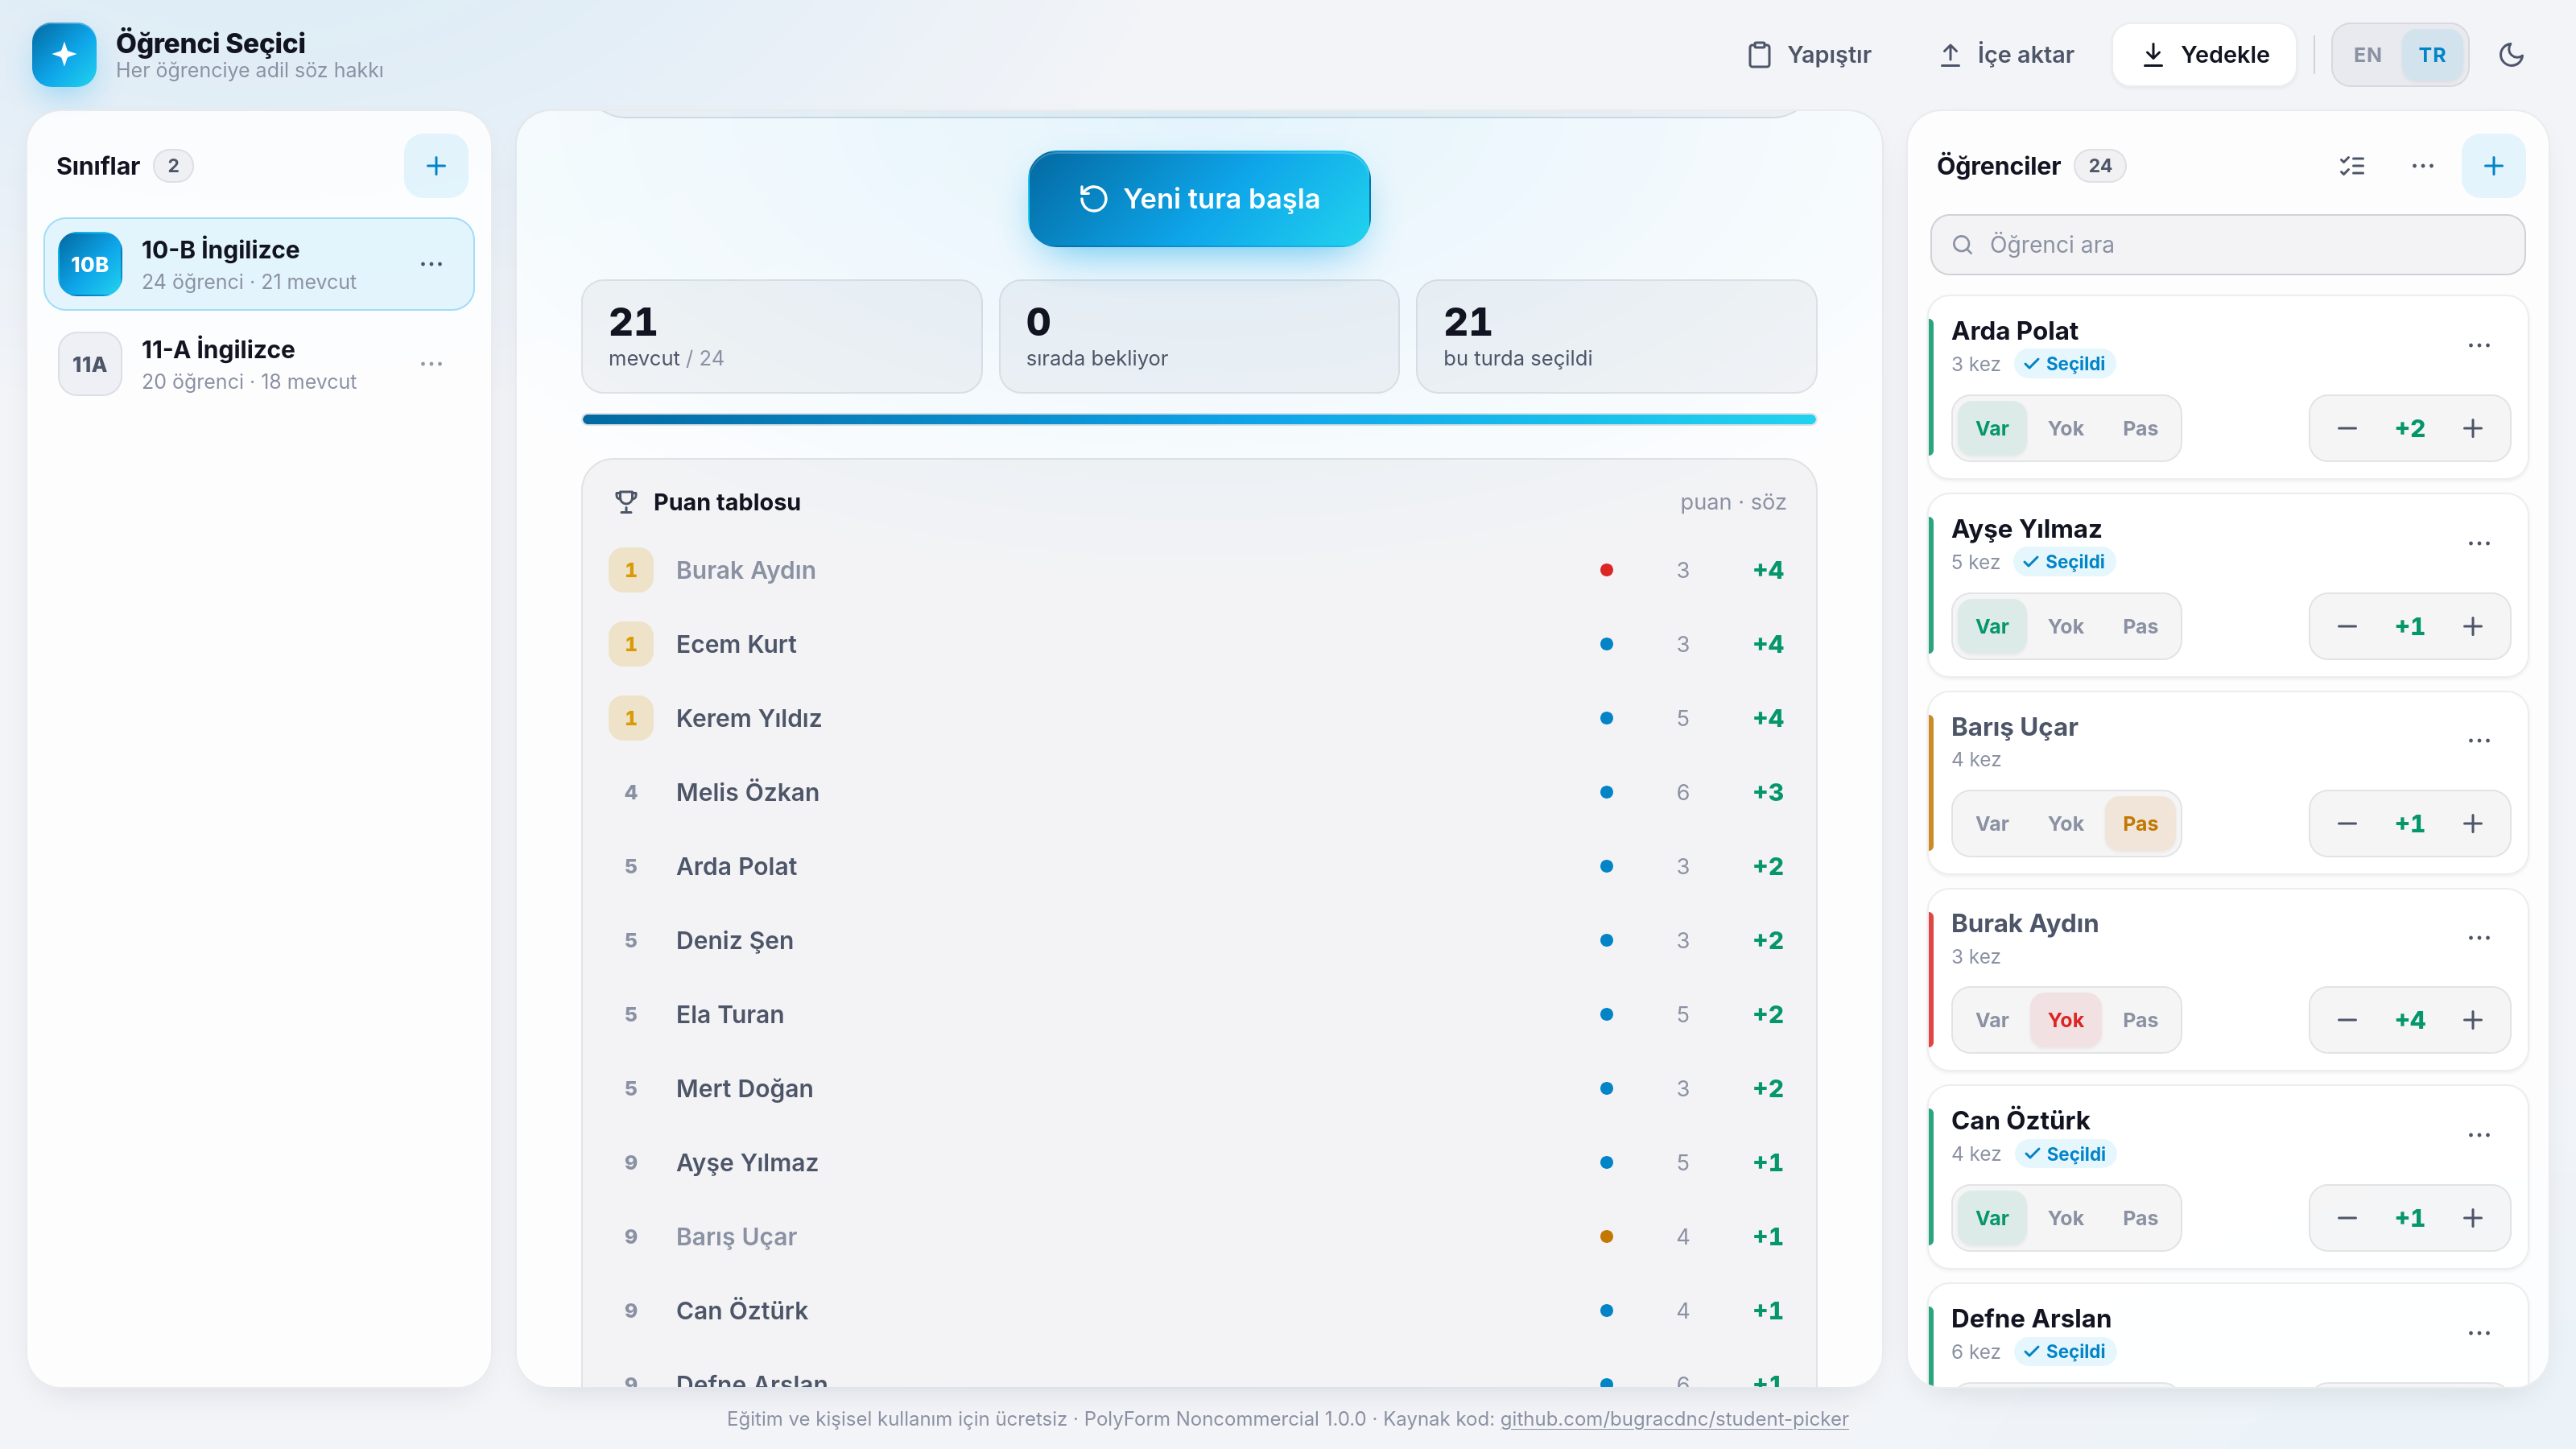 Öğrenci Seçici
Her öğrenciye adil söz hakkı
Yapıştır
İçe aktar
Yedekle
EN
TR
Sınıflar
2
10B
10-B İngilizce
24 öğrenci · 21 mevcut
11A
11-A İngilizce
20 öğrenci · 18 mevcut
Yeni tura başla
21
mevcut / 24
0
sırada bekliyor
21
bu turda seçildi
Puan tablosu
puan · söz
1 Burak Aydın 3 +4
1 Ecem Kurt 3 +4
1 Kerem Yıldız 5 +4
4 Melis Özkan 6 +3
5 Arda Polat 3 +2
5 Deniz Şen 3 +2
5 Ela Turan 5 +2
5 Mert Doğan 3 +2
9 Ayşe Yılmaz 5 +1
9 Barış Uçar 4 +1
9 Can Öztürk 4 +1
9 Defne Arslan 6 +1
Öğrenciler
24
Öğrenci ara
Arda Polat
3 kez Seçildi
Var Yok Pas +2
Ayşe Yılmaz
5 kez Seçildi
Var Yok Pas +1
Barış Uçar
4 kez
Var Yok Pas +1
Burak Aydın
3 kez
Var Yok Pas +4
Can Öztürk
4 kez Seçildi
Var Yok Pas +1
Defne Arslan
6 kez Seçildi
Eğitim ve kişisel kullanım için ücretsiz · PolyForm Noncommercial 1.0.0 · Kaynak kod: github.com/bugracdnc/student-picker